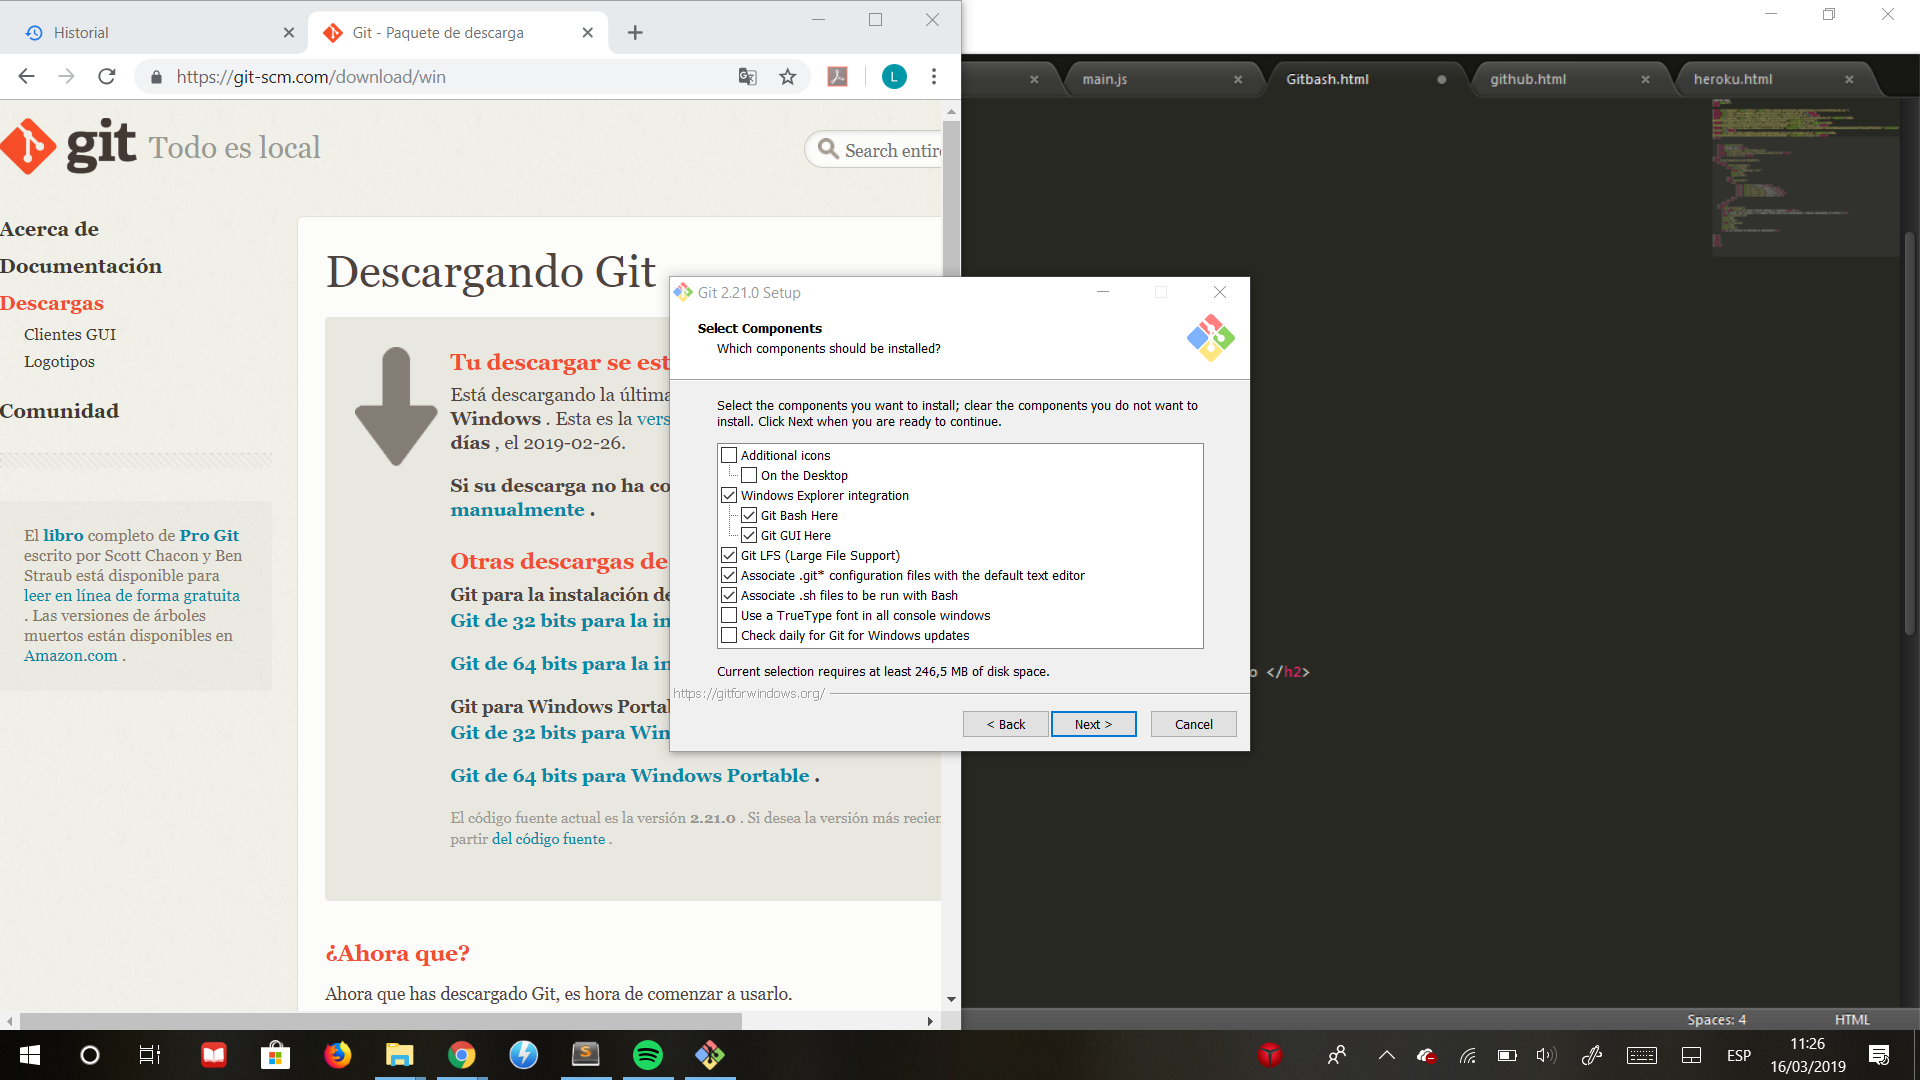 Historial
Git - Paquete de descarga
https://git-scm.com/download/win
L
main.js
Gitbash.html
github.html
heroku.html
git Todo es local
Search entire
Acerca de
Documentación
Descargas
Clientes GUI
Logotipos
Comunidad
El libro completo de Pro Git
escrito por Scott Chacon y Ben
Straub está disponible para
leer en línea de forma gratuita
. Las versiones de árboles
muertos están disponibles en
Amazon.com .
Descargando Git
Tu descargar se est
Está descargando la última
Windows . Esta es la vers
días , el 2019-02-26.
Si su descarga no ha co
manualmente .
Otras descargas de
Git para la instalación de
Git de 32 bits para la in
Git de 64 bits para la in
Git para Windows Portal
Git de 32 bits para Win
Git de 64 bits para Windows Portable .
El código fuente actual es la versión 2.21.0 . Si desea la versión más recien
partir del código fuente .
¿Ahora que?
Ahora que has descargado Git, es hora de comenzar a usarlo.
Git 2.21.0 Setup
Select Components
Which components should be installed?
Select the components you want to install; clear the components you do not want to
install. Click Next when you are ready to continue.
Additional icons
On the Desktop
Windows Explorer integration
Git Bash Here
Git GUI Here
Git LFS (Large File Support)
Associate .git* configuration files with the default text editor
Associate .sh files to be run with Bash
Use a TrueType font in all console windows
Check daily for Git for Windows updates
Current selection requires at least 246,5 MB of disk space.
https://gitforwindows.org/
< Back
Next >
Cancel
o </h2>
Spaces: 4
HTML
ESP
11:26
16/03/2019